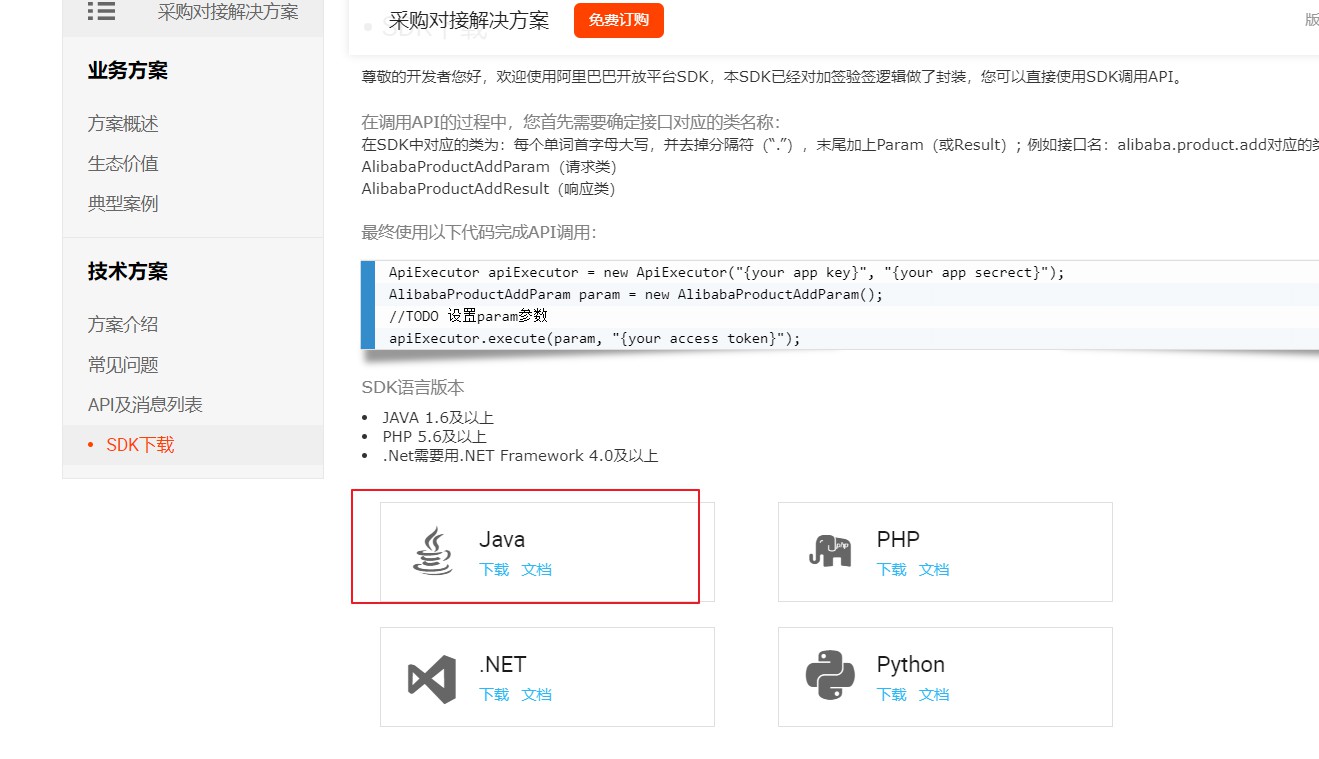 采购对接解决方案
业务方案
方案概述
生态价值
典型案例
技术方案
方案介绍
常见问题
API及消息列表
• SDK下载
采购对接解决方案
免费订购
版
• SDK下载
尊敬的开发者您好，欢迎使用阿里巴巴开放平台SDK，本SDK已经对加签验签逻辑做了封装，您可以直接使用SDK调用API。
在调用API的过程中，您首先需要确定接口对应的类名称：
在SDK中对应的类为：每个单词首字母大写，并去掉分隔符（“.”），末尾加上Param（或Result）；例如接口名：alibaba.product.add对应的类
AlibabaProductAddParam（请求类）
AlibabaProductAddResult（响应类）
最终使用以下代码完成API调用：
ApiExecutor apiExecutor = new ApiExecutor("{your app key}", "{your app secrect}");
AlibabaProductAddParam param = new AlibabaProductAddParam();
//TODO 设置param参数
apiExecutor.execute(param, "{your access token}");
SDK语言版本
• JAVA 1.6及以上
• PHP 5.6及以上
• .Net需要用.NET Framework 4.0及以上
Java
下载 文档
PHP
php
下载 文档
.NET
下载 文档
Python
下载 文档